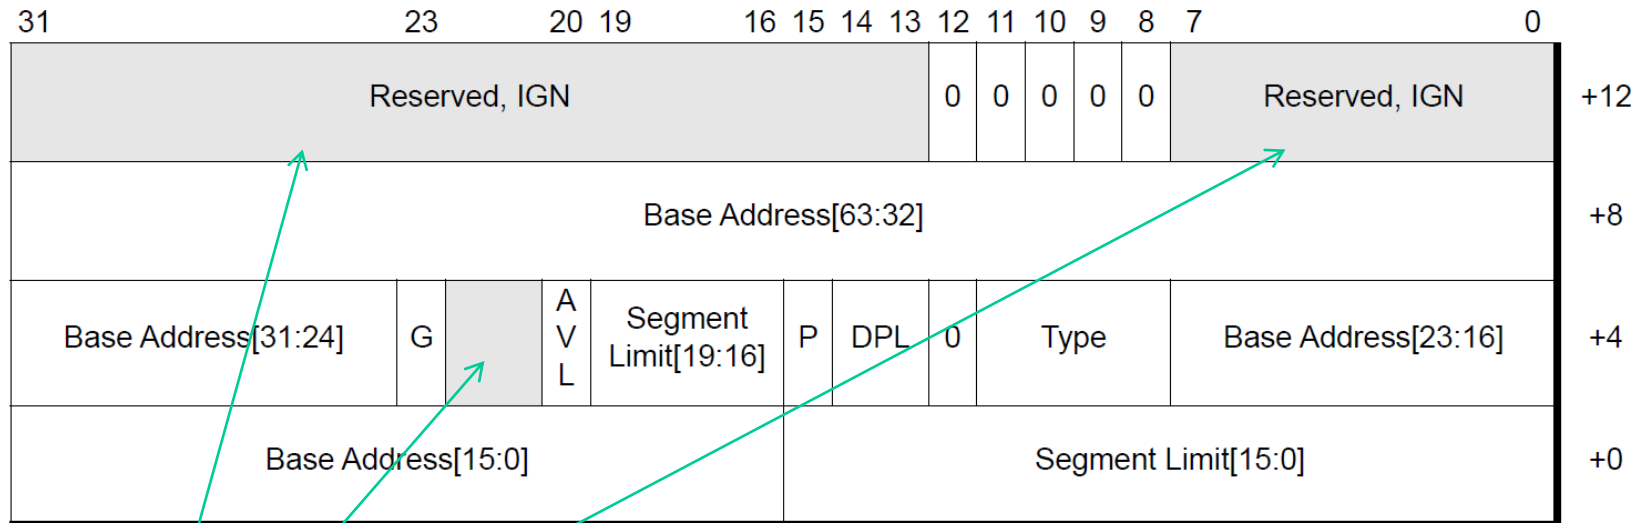 31 23 20 19 16 15 14 13 12 11 10 9 8 7 0
Reserved, IGN 0 0 0 0 0 Reserved, IGN +12
Base Address[63:32] +8
Base Address[31:24] G A V L Segment Limit[19:16] P DPL 0 Type Base Address[23:16] +4
Base Address[15:0] Segment Limit[15:0] +0